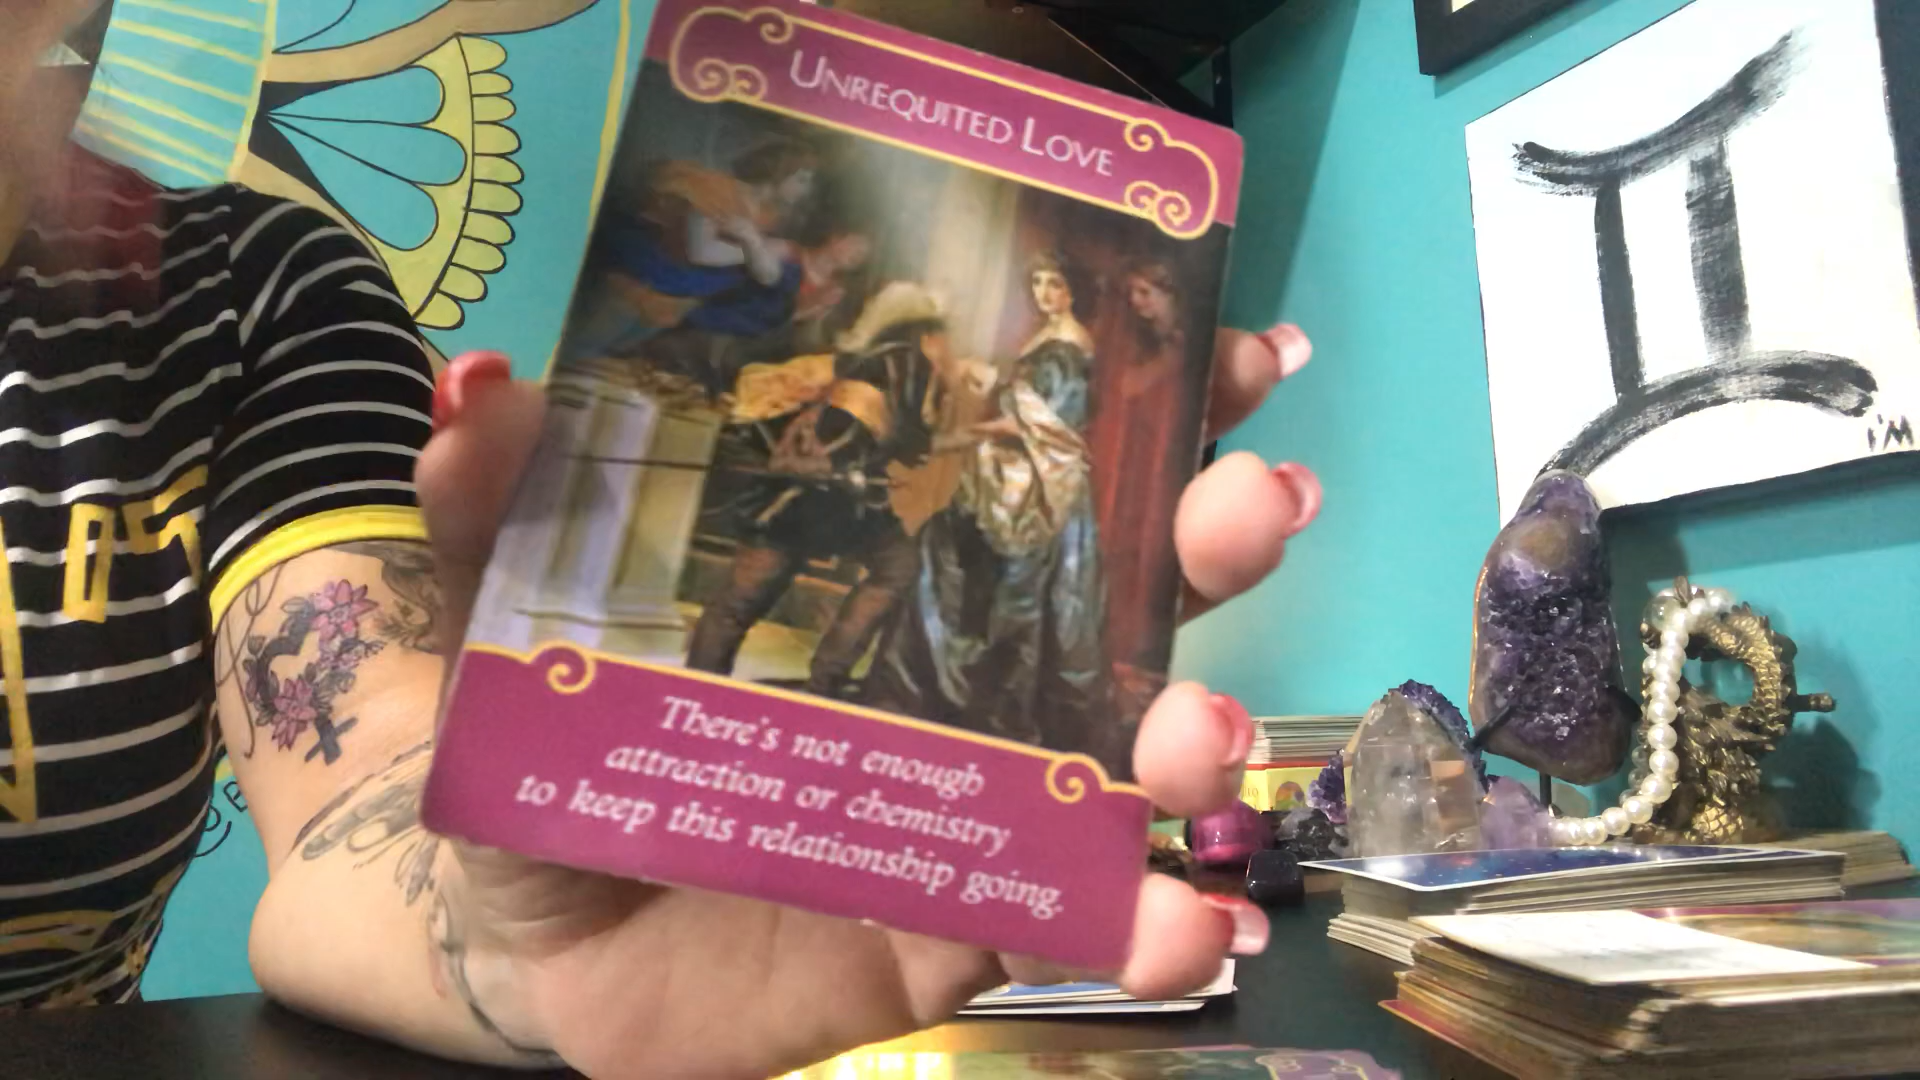 UNREQUITED LOVE
There's not enough
attraction or chemistry
to keep this relationship going.
I'M